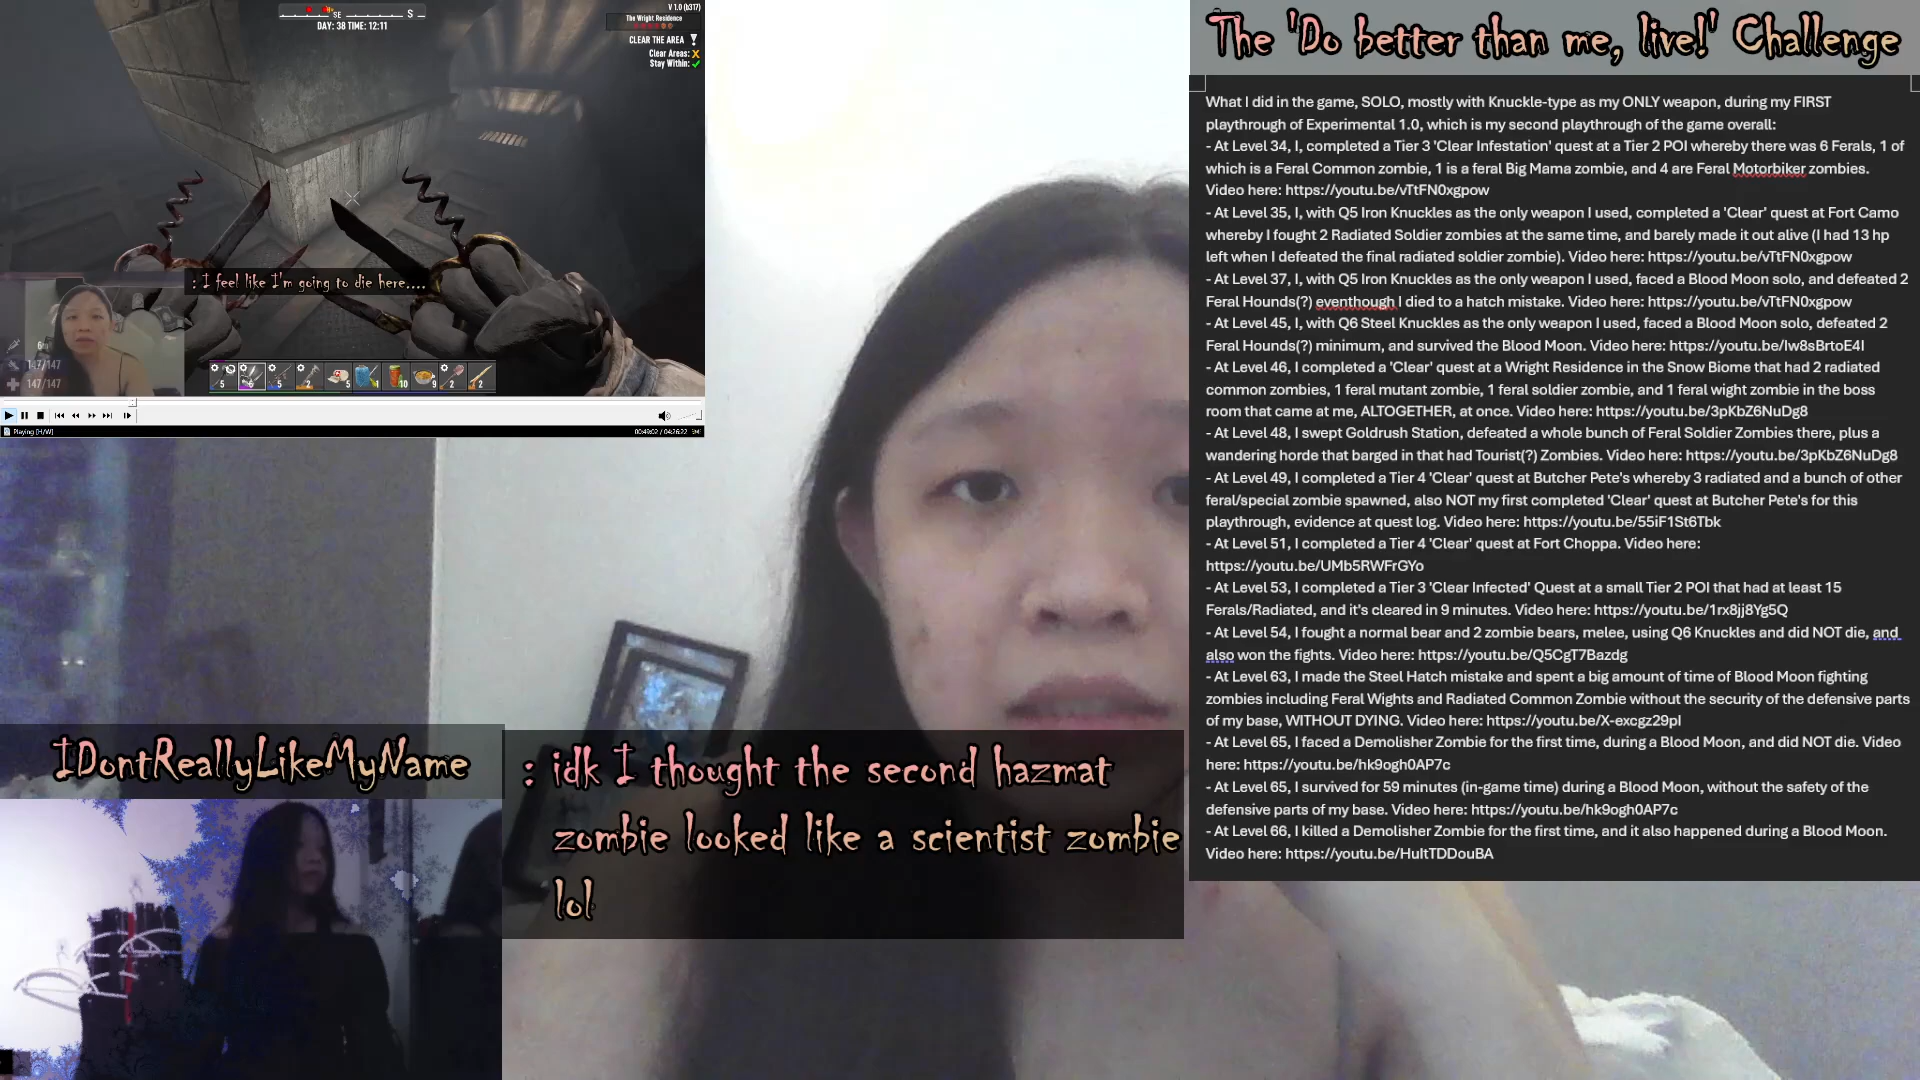 SE
S
DAY: 38 TIME: 12:11
V 1.0 (b317)
The Wright Residence
CLEAR THE AREA
Clear Areas: X
Stay Within: ✓
: I feel like I'm going to die here....
147/147
147/147
Playing [H/W]
00:49:02 / 04:26:22
The 'Do better than me, live!' Challenge
What I did in the game, SOLO, mostly with Knuckle-type as my ONLY weapon, during my FIRST
playthrough of Experimental 1.0, which is my second playthrough of the game overall:
- At Level 34, I, completed a Tier 3 'Clear Infestation' quest at a Tier 2 POI whereby there was 6 Ferals, 1 of
which is a Feral Common zombie, 1 is a feral Big Mama zombie, and 4 are Feral Motorbiker zombies.
Video here: https://youtu.be/vTtFN0xgpow
- At Level 35, I, with Q5 Iron Knuckles as the only weapon I used, completed a 'Clear' quest at Fort Camo
whereby I fought 2 Radiated Soldier zombies at the same time, and barely made it out alive (I had 13 hp
left when I defeated the final radiated soldier zombie). Video here: https://youtu.be/vTtFN0xgpow
- At Level 37, I, with Q5 Iron Knuckles as the only weapon I used, faced a Blood Moon solo, and defeated 2
Feral Hounds(?) eventhough I died to a hatch mistake. Video here: https://youtu.be/vTtFN0xgpow
- At Level 45, I, with Q6 Steel Knuckles as the only weapon I used, faced a Blood Moon solo, defeated 2
Feral Hounds(?) minimum, and survived the Blood Moon. Video here: https://youtu.be/Iw8sBrtoE4I
- At Level 46, I completed a 'Clear' quest at a Wright Residence in the Snow Biome that had 2 radiated
common zombies, 1 feral mutant zombie, 1 feral soldier zombie, and 1 feral wight zombie in the boss
room that came at me, ALTOGETHER, at once. Video here: https://youtu.be/3pKbZ6NuDg8
- At Level 48, I swept Goldrush Station, defeated a whole bunch of Feral Soldier Zombies there, plus a
wandering horde that barged in that had Tourist(?) Zombies. Video here: https://youtu.be/3pKbZ6NuDg8
- At Level 49, I completed a Tier 4 'Clear' quest at Butcher Pete's whereby 3 radiated and a bunch of other
feral/special zombie spawned, also NOT my first completed 'Clear' quest at Butcher Pete's for this
playthrough, evidence at quest log. Video here: https://youtu.be/55iF1St6Tbk
- At Level 51, I completed a Tier 4 'Clear' quest at Fort Choppa. Video here:
https://youtu.be/UMb5RWFrGYo
- At Level 53, I completed a Tier 3 'Clear Infected' Quest at a small Tier 2 POI that had at least 15
Ferals/Radiated, and it's cleared in 9 minutes. Video here: https://youtu.be/1rx8jj8Yg5Q
- At Level 54, I fought a normal bear and 2 zombie bears, melee, using Q6 Knuckles and did NOT die, and
also won the fights. Video here: https://youtu.be/Q5CgT7Bazdg
- At Level 63, I made the Steel Hatch mistake and spent a big amount of time of Blood Moon fighting
zombies including Feral Wights and Radiated Common Zombie without the security of the defensive parts
of my base, WITHOUT DYING. Video here: https://youtu.be/X-excgz29pI
- At Level 65, I faced a Demolisher Zombie for the first time, during a Blood Moon, and did NOT die. Video
here: https://youtu.be/hk9ogh0AP7c
- At Level 65, I survived for 59 minutes (in-game time) during a Blood Moon, without the safety of the
defensive parts of my base. Video here: https://youtu.be/hk9ogh0AP7c
- At Level 66, I killed a Demolisher Zombie for the first time, and it also happened during a Blood Moon.
Video here: https://youtu.be/HuItTDDouBA
IDontReallyLikeMyName
: idk I thought the second hazmat
zombie looked like a scientist zombie
lol